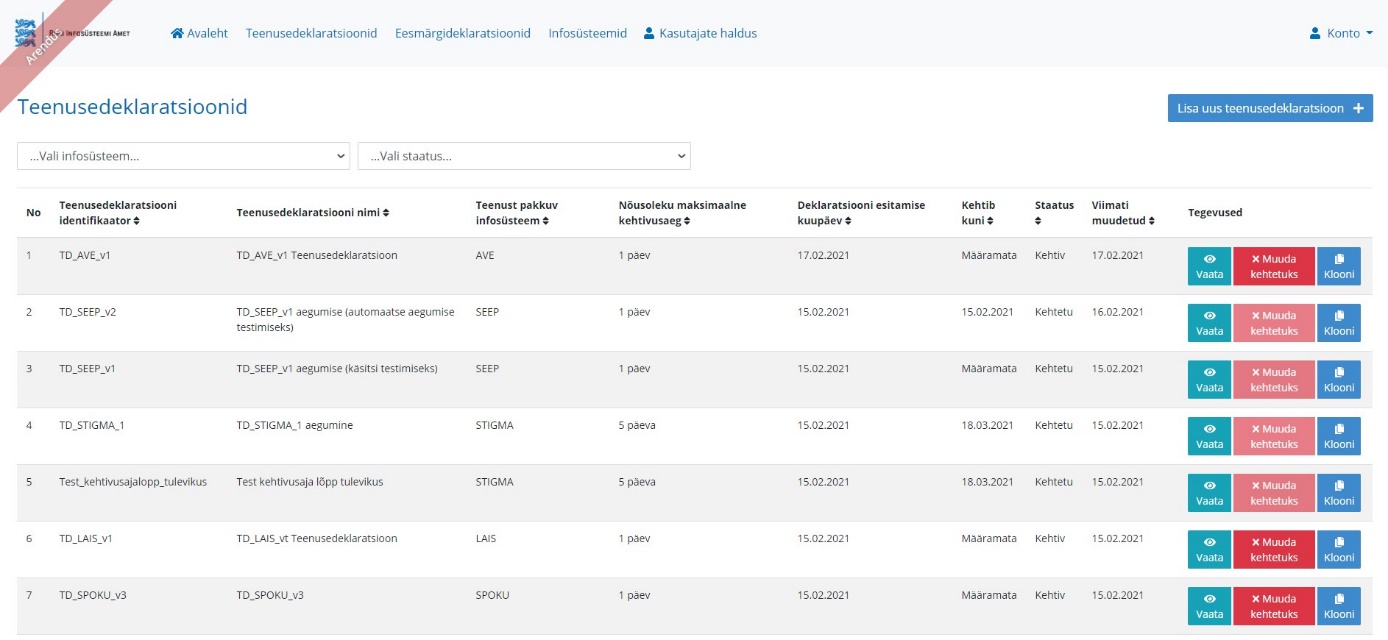 Arendus
RIIGI INFOSÜSTEEMI AMET
Avaleht Teenusedeklaratsioonid Eesmärgideklaratsioonid Infosüsteemid Kasutajate haldus Konto
Teenusedeklaratsioonid
Lisa uus teenusedeklaratsioon +
...Vali infosüsteem... ...Vali staatus...
No Teenusedeklaratsiooni identifikaator Teenusedeklaratsiooni nimi Teenust pakkuv infosüsteem Nõusoleku maksimaalne kehtivusaeg Deklaratsiooni esitamise kuupäev Kehtib kuni Staatus Viimati muudetud Tegevused
1 TD_AVE_v1 TD_AVE_v1 Teenusedeklaratsioon AVE 1 päev 17.02.2021 Määramata Kehtiv 17.02.2021 Vaata Muuda kehtetuks Klooni
2 TD_SEEP_v2 TD_SEEP_v1 aegumise (automaatse aegumise testimiseks) SEEP 1 päev 15.02.2021 15.02.2021 Kehtetu 16.02.2021 Vaata Muuda kehtetuks Klooni
3 TD_SEEP_v1 TD_SEEP_v1 aegumise (käsitsi testimiseks) SEEP 1 päev 15.02.2021 Määramata Kehtetu 15.02.2021 Vaata Muuda kehtetuks Klooni
4 TD_STIGMA_1 TD_STIGMA_1 aegumine STIGMA 5 päeva 15.02.2021 18.03.2021 Kehtetu 15.02.2021 Vaata Muuda kehtetuks Klooni
5 Test_kehtivusajalopp_tulevikus Test kehtivusaja lõpp tulevikus STIGMA 5 päeva 15.02.2021 18.03.2021 Kehtetu 15.02.2021 Vaata Muuda kehtetuks Klooni
6 TD_LAIS_v1 TD_LAIS_vt Teenusedeklaratsioon LAIS 1 päev 15.02.2021 Määramata Kehtiv 15.02.2021 Vaata Muuda kehtetuks Klooni
7 TD_SPOKU_v3 TD_SPOKU_v3 SPOKU 1 päev 15.02.2021 Määramata Kehtiv 15.02.2021 Vaata Muuda kehtetuks Klooni